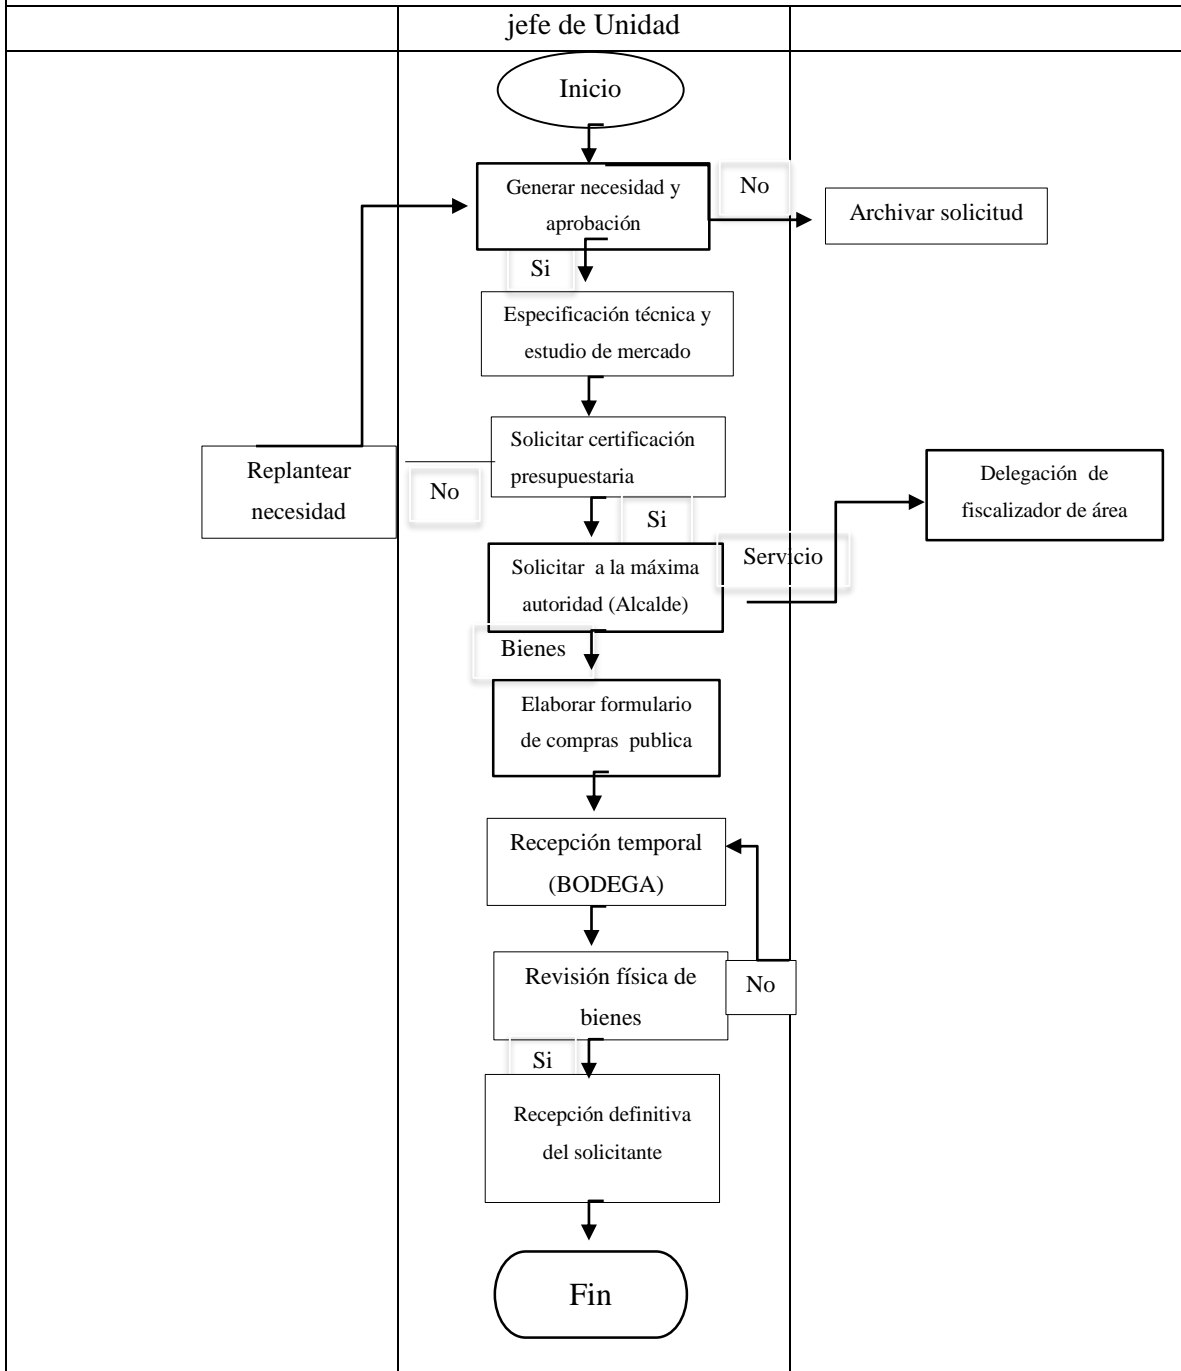 jefe de Unidad
Inicio
Generar necesidad y
aprobación
No
Archivar solicitud
Si
Especificación técnica y
estudio de mercado
Solicitar certificación
presupuestaria
No
Replantear
necesidad
Si
Solicitar a la máxima
autoridad (Alcalde)
Servicio
Delegación de
fiscalizador de área
Bienes
Elaborar formulario
de compras publica
Recepción temporal
(BODEGA)
Revisión física de
bienes
No
Si
Recepción definitiva
del solicitante
Fin